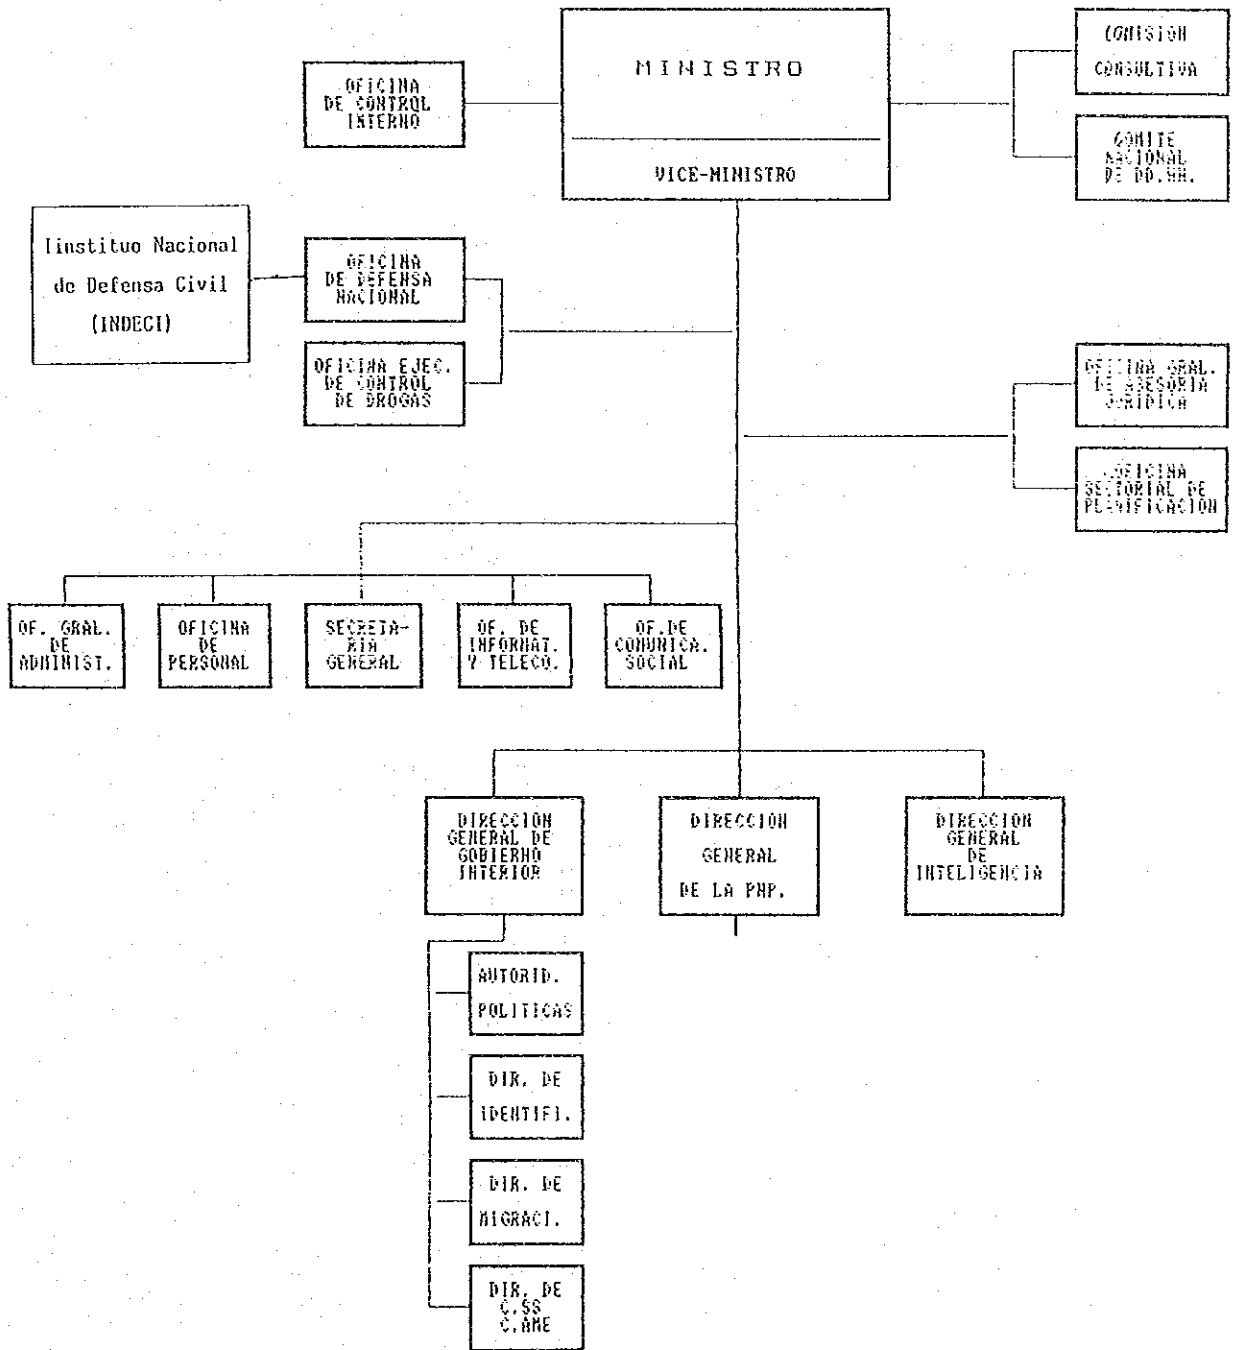 MINISTRO
VICE-MINISTRO
OFICINA
DE CONTROL
INTERNO
COMISION
CONSULTIVA
COMITE
NACIONAL
DE DD.HH.
Iinstituo Nacional
de Defensa Civil
(INDECI)
OFICINA
DE DEFENSA
NACIONAL
OFICINA EJEC.
DE CONTROL
DE DROGAS
OFICINA GRAL.
DE ASESORIA
JURIDICA
OFICINA
SECTORIAL DE
PLANIFICACION
OF. GRAL.
DE
ADMINIST.
OFICINA
DE
PERSONAL
SECRETA-
RIA
GENERAL
OF. DE
INFORMAT.
Y TELECO.
OF.DE
COMUNICA.
SOCIAL
DIRECCION
GENERAL DE
GOBIERNO
INTERIOR
DIRECCION
GENERAL
DE LA PNP.
DIRECCION
GENERAL
DE
INTELIGENCIA
AUTORID.
POLITICAS
DIR. DE
IDENTIFI.
DIR. DE
MIGRACI.
DIR. DE
C.SS
C.AME